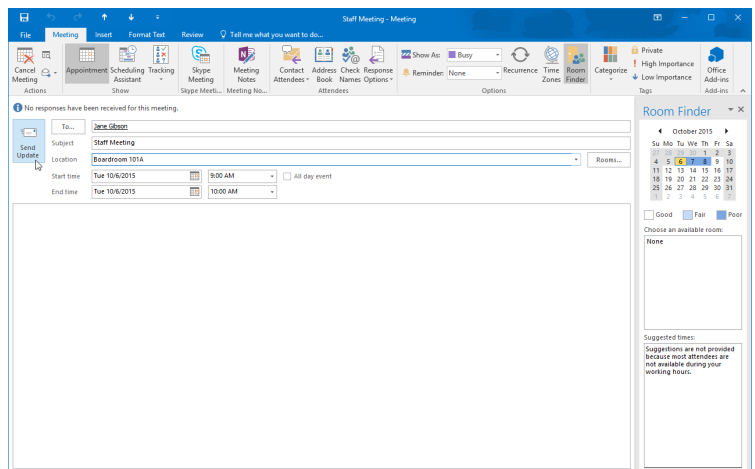 Staff Meeting - Meeting
File Meeting Insert Format Text Review Tell me what you want to do...
Cancel Meeting
Actions
Appointment Scheduling Assistant Tracking
Show
Skype Meeting
Skype Meeti...
Meeting Notes
Meeting No...
Contact Attendees Address Book Check Names Response Options
Attendees
Show As: Busy
Reminder: None
Recurrence Time Zones Room Finder
Options
Categorize
Private
High Importance
Low Importance
Tags
Office Add-ins
Add-ins
No responses have been received for this meeting.
Send Update
To... Jane Gibson
Subject Staff Meeting
Location Boardroom 101A Rooms...
Start time Tue 10/6/2015 9:00 AM All day event
End time Tue 10/6/2015 10:00 AM
Room Finder
October 2015
Su Mo Tu We Th Fr Sa
27 28 29 30 1 2 3
4 5 6 7 8 9 10
11 12 13 14 15 16 17
18 19 20 21 22 23 24
25 26 27 28 29 30 31
1 2 3 4 5 6 7
Good Fair Poor
Choose an available room:
None
Suggested times:
Suggestions are not provided
because most attendees are
not available during your
working hours.